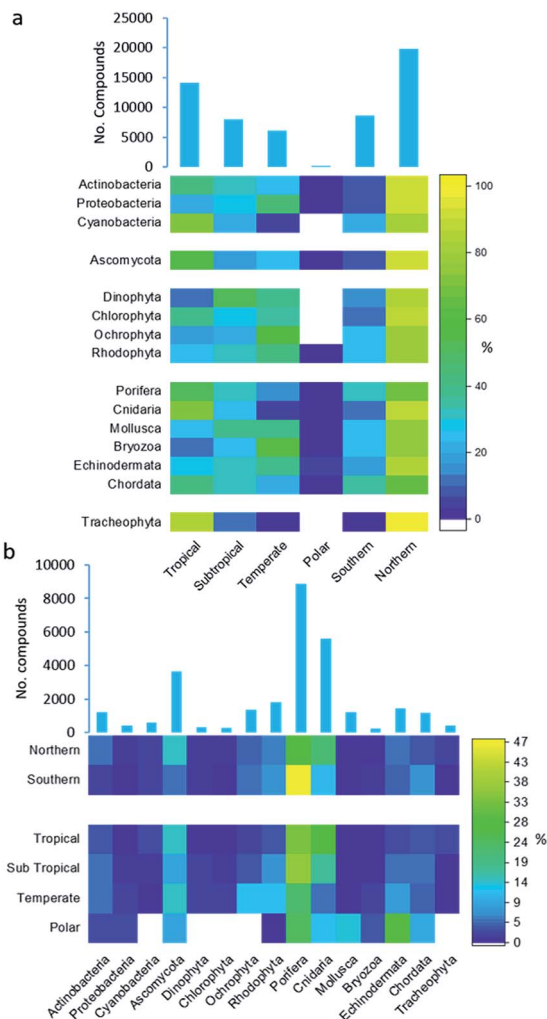 a
No. Compounds
25000
20000
15000
10000
5000
0
Actinobacteria
Proteobacteria
Cyanobacteria
Ascomycota
Dinophyta
Chlorophyta
Ochrophyta
Rhodophyta
Porifera
Cnidaria
Mollusca
Bryozoa
Echinodermata
Chordata
Tracheophyta
100
80
60
%
40
20
0
Tropical
Subtropical
Temperate
Polar
Southern
Northern
b
No. compounds
10000
8000
6000
4000
2000
0
Northern
Southern
Tropical
Sub Tropical
Temperate
Polar
47
43
38
33
28
24
%
19
14
9
5
0
Actinobacteria
Proteobacteria
Cyanobacteria
Ascomycota
Dinophyta
Chlorophyta
Ochrophyta
Rhodophyta
Porifera
Cnidaria
Mollusca
Bryozoa
Echinodermata
Chordata
Tracheophyta